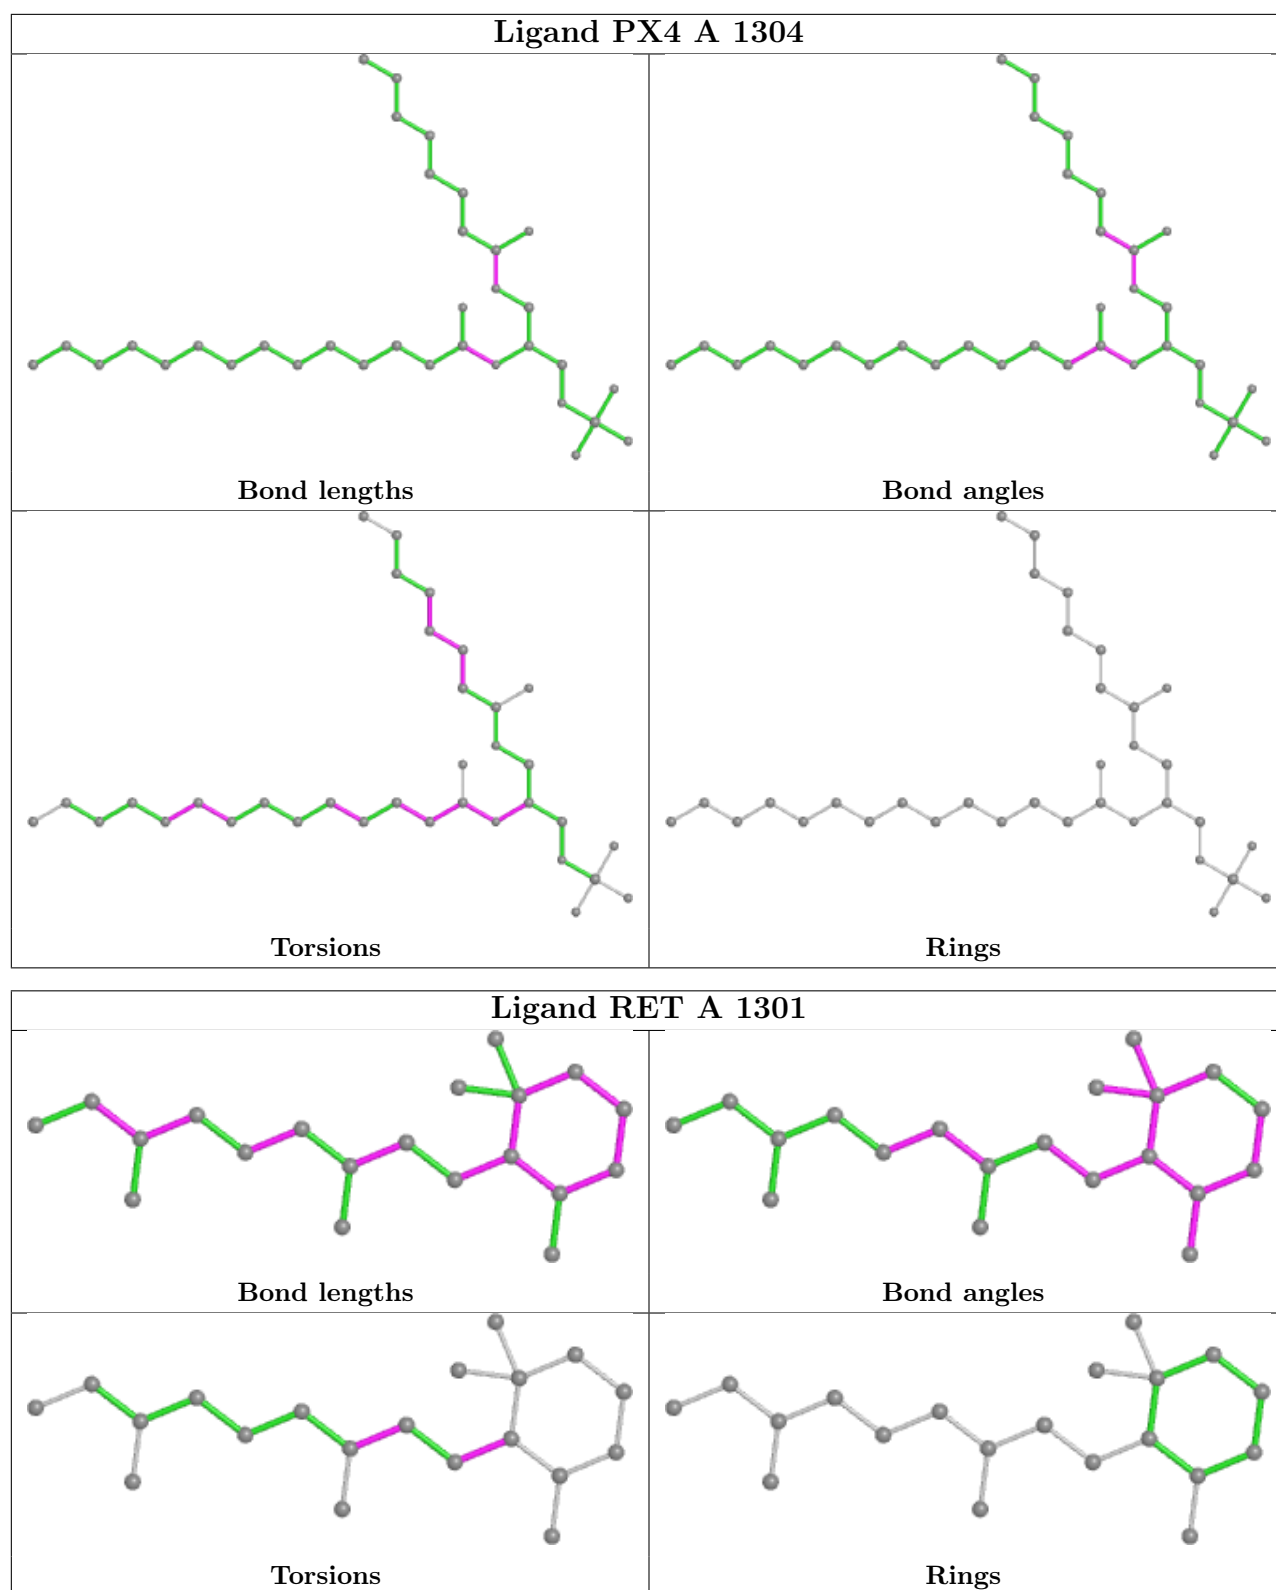 Ligand PX4 A 1304
Bond lengths
Bond angles
Torsions
Rings
Ligand RET A 1301
Bond lengths
Bond angles
Torsions
Rings